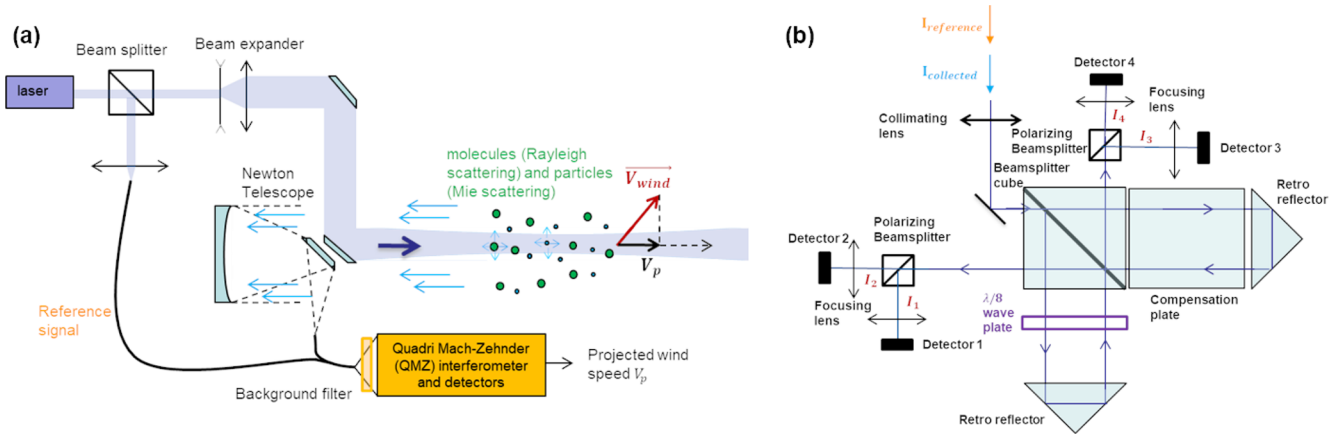 (a)
Beam splitter
Beam expander
laser
molecules (Rayleigh
scattering) and particles
(Mie scattering)
V_wind
Newton
Telescope
V_p
Reference
signal
Quadri Mach-Zehnder
(QMZ) interferometer
and detectors
Projected wind
speed V_p
Background filter
(b)
I_reference
I_collected
Detector 4
Focusing
lens
Collimating
lens
I_4
Polarizing
Beamsplitter
I_3
Detector 3
Beamsplitter
cube
Retro
reflector
Polarizing
Beamsplitter
Detector 2
I_2
Focusing
lens
I_1
Detector 1
λ/8
wave
plate
Compensation
plate
Retro reflector